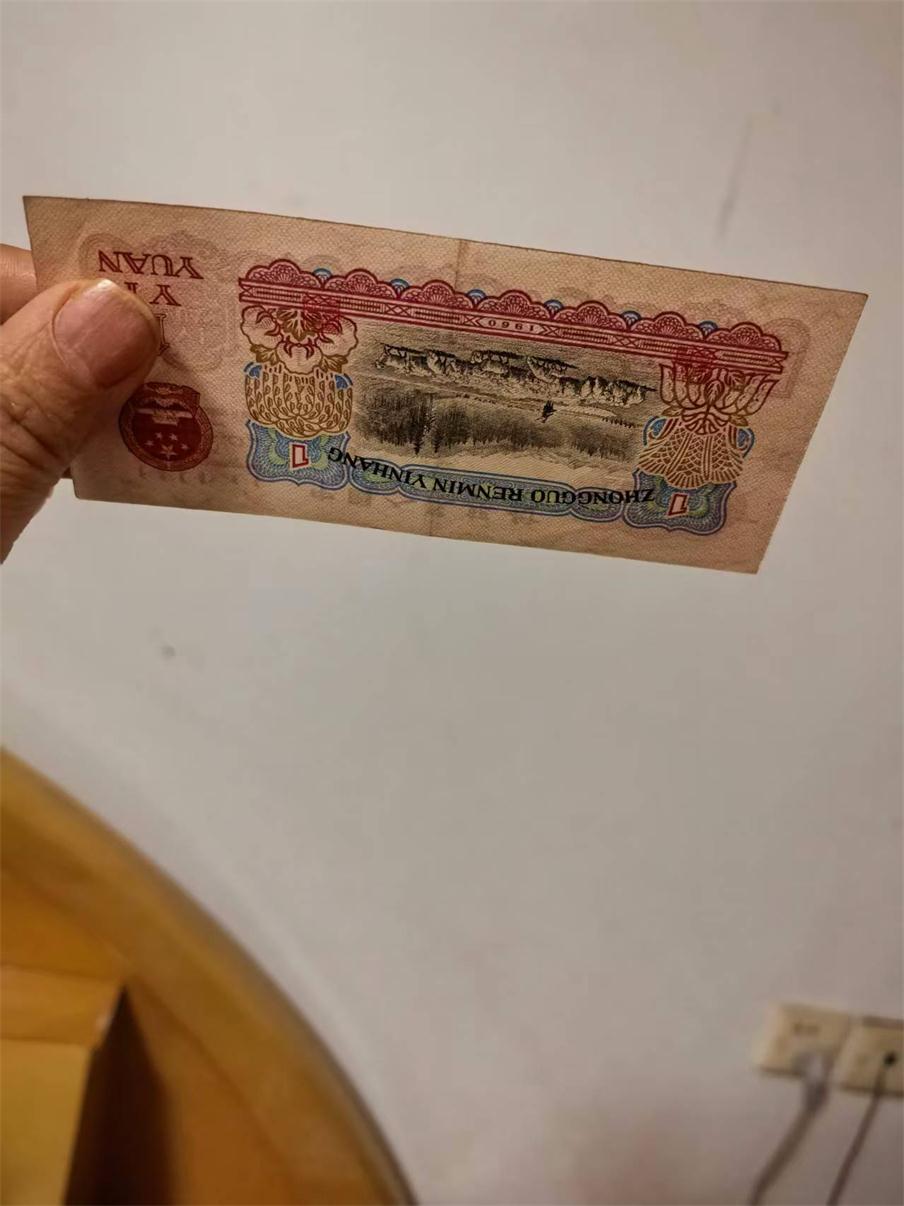 ZHONGGUO RENMIN YINHANG
1
1
YI
YUAN
1960